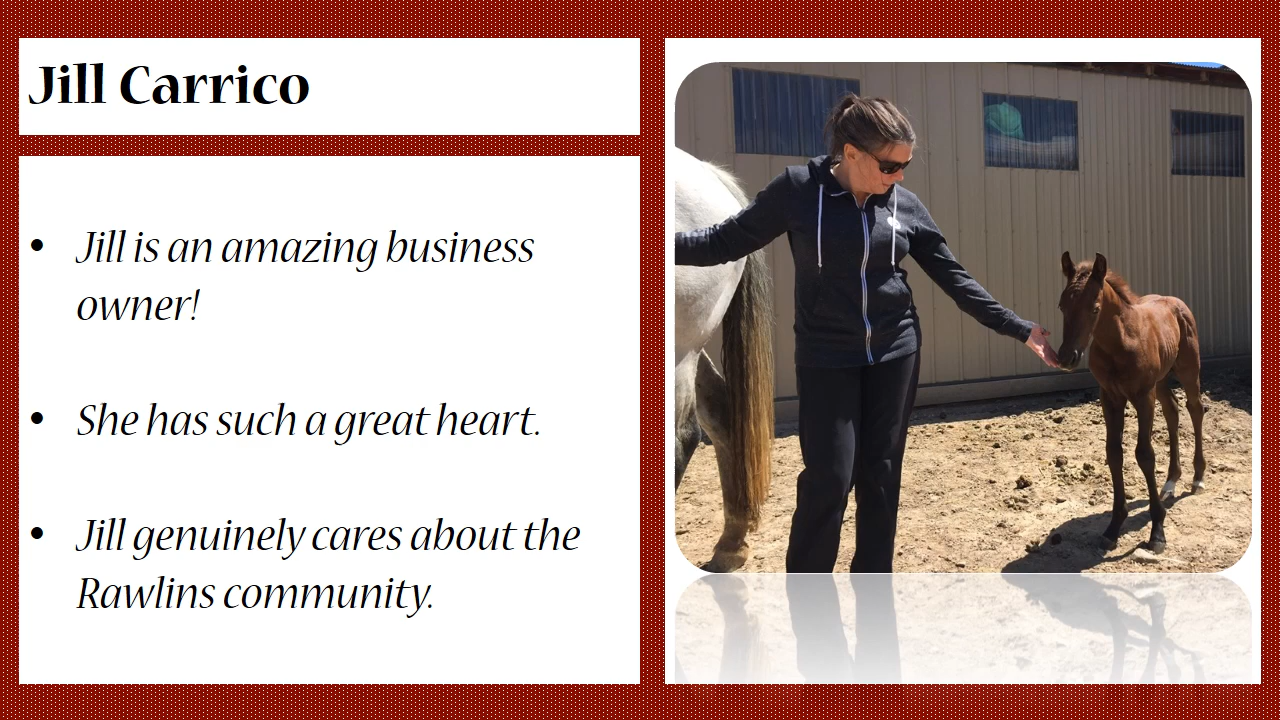 Jill Carrico
• Jill is an amazing business
owner!
• She has such a great heart.
• Jill genuinely cares about the
Rawlins community.